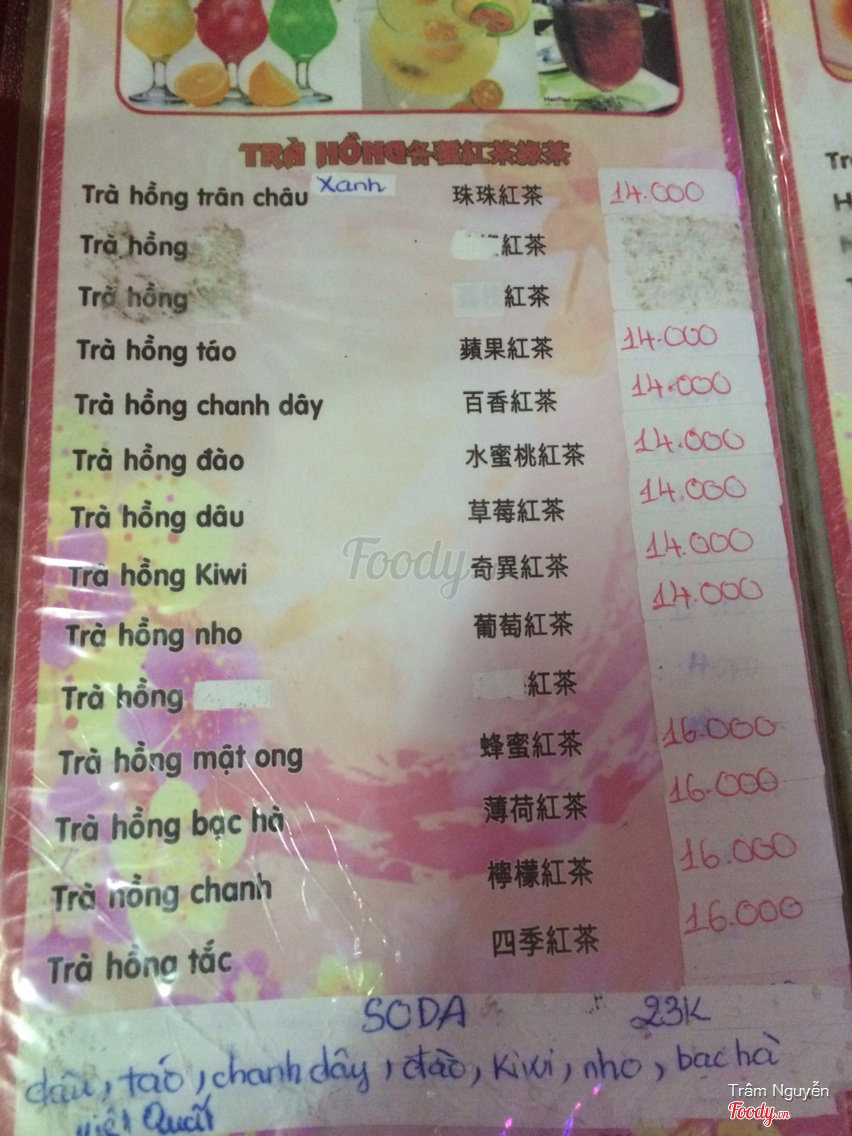 TRÀ HỒNG各種紅茶綠茶
Trà hồng trân châu Xanh 珠珠紅茶 14.000
Trà hồng 紅茶
Trà hồng 紅茶
Trà hồng táo 蘋果紅茶 14.000
Trà hồng chanh dây 百香紅茶 14.000
Trà hồng đào 水蜜桃紅茶 14.000
Trà hồng dâu 草莓紅茶 14.000
Trà hồng Kiwi 奇異紅茶 14.000
Trà hồng nho 葡萄紅茶 14.000
Trà hồng 紅茶
Trà hồng mật ong 蜂蜜紅茶 16.000
Trà hồng bạc hà 薄荷紅茶 16.000
Trà hồng chanh 檸檬紅茶 16.000
Trà hồng tắc 四季紅茶 16.000
SODA 23K
dâu, táo, chanh dây, đào, Kiwi, nho, bạc hà
việt Quất
Foody
Trâm Nguyễn
Foody.vn